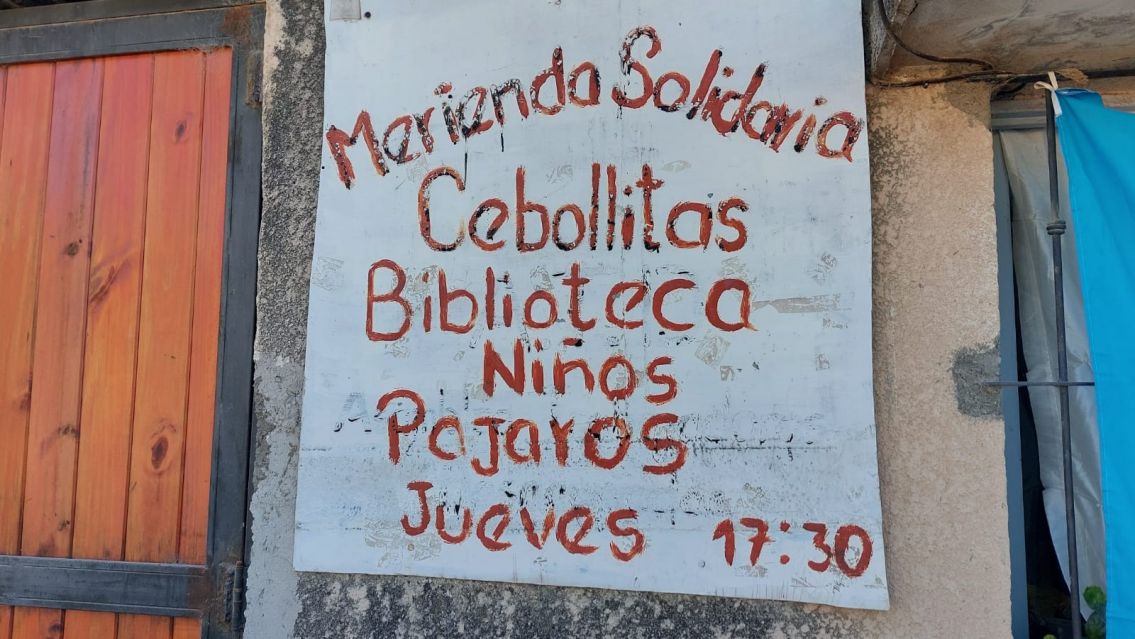 Merienda Solidaria
Cebollitas
Biblioteca
Niños
Pajaros
Jueves 17:30